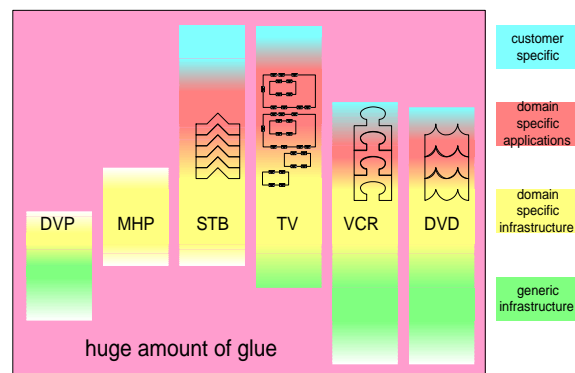 customer
specific
domain
specific
applications
DVP MHP STB TV VCR DVD
domain
specific
infrastructure
generic
infrastructure
huge amount of glue